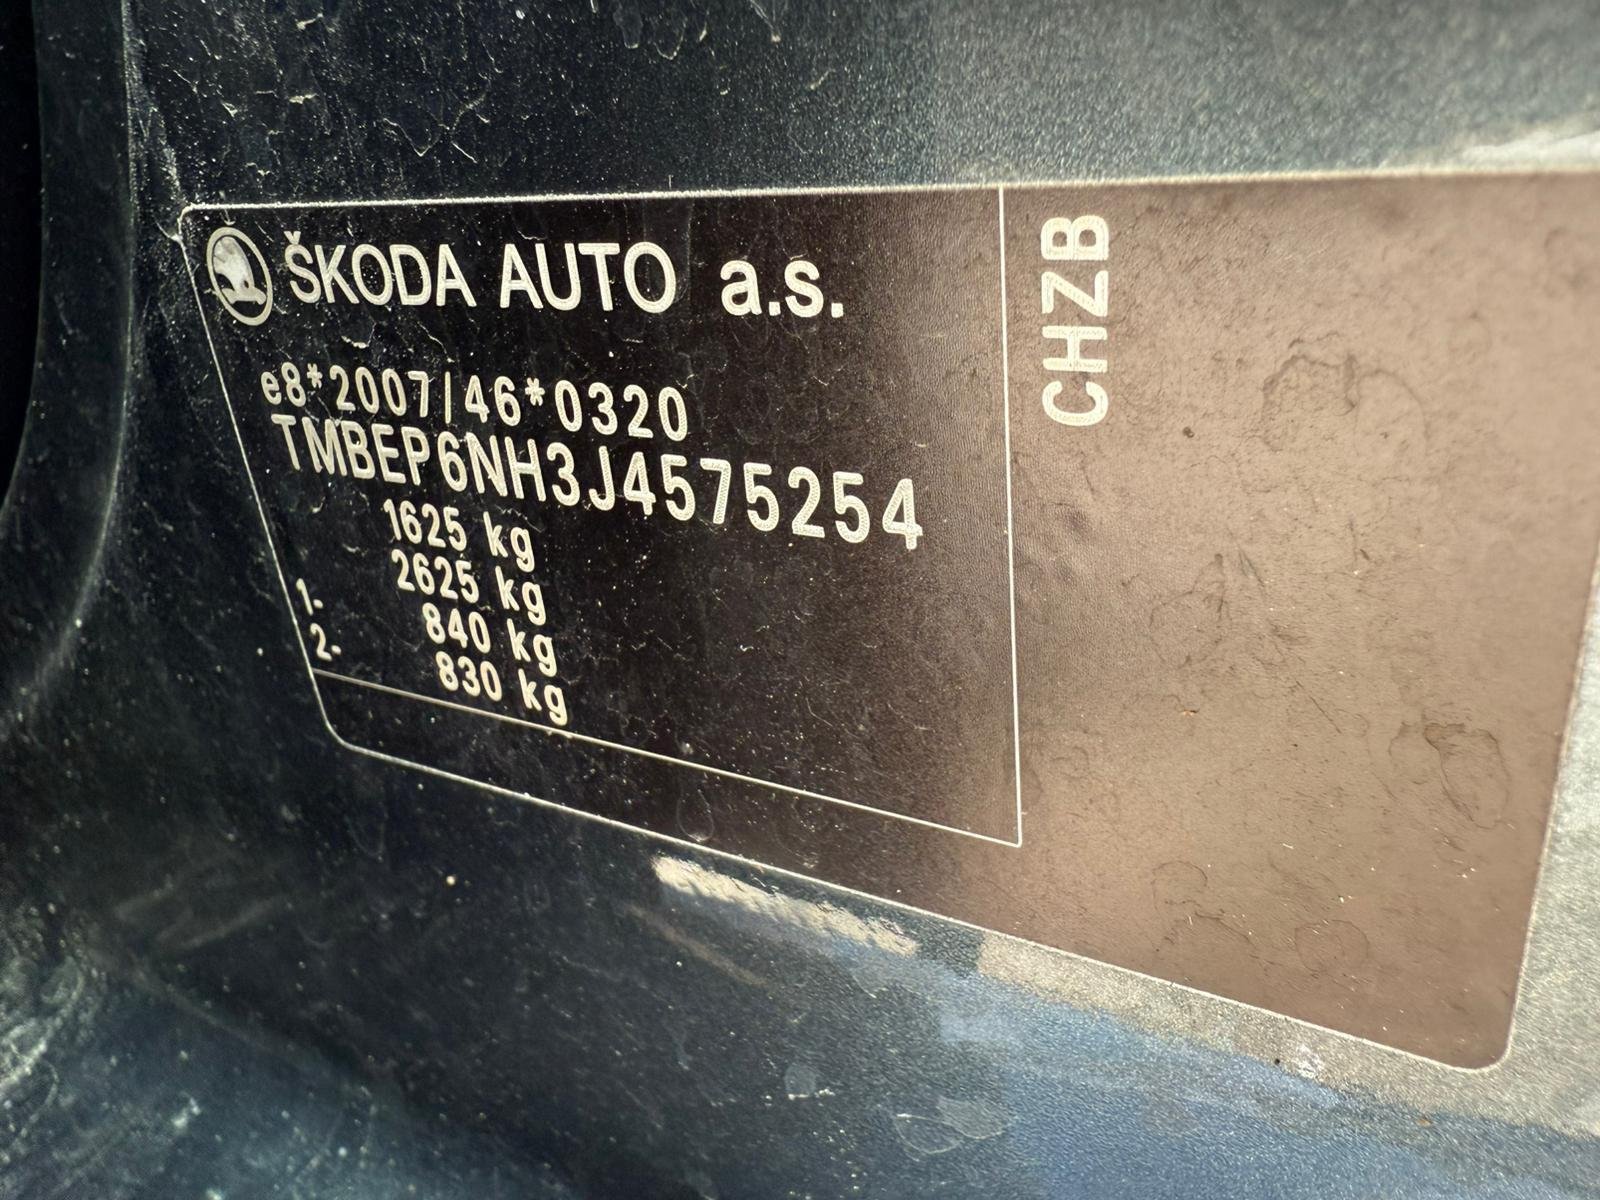 ŠKODA AUTO a.s.
e8*2007/46*0320
TMBEP6NH3J4575254
1625 kg
2625 kg
1- 840 kg
2- 830 kg
CHZB